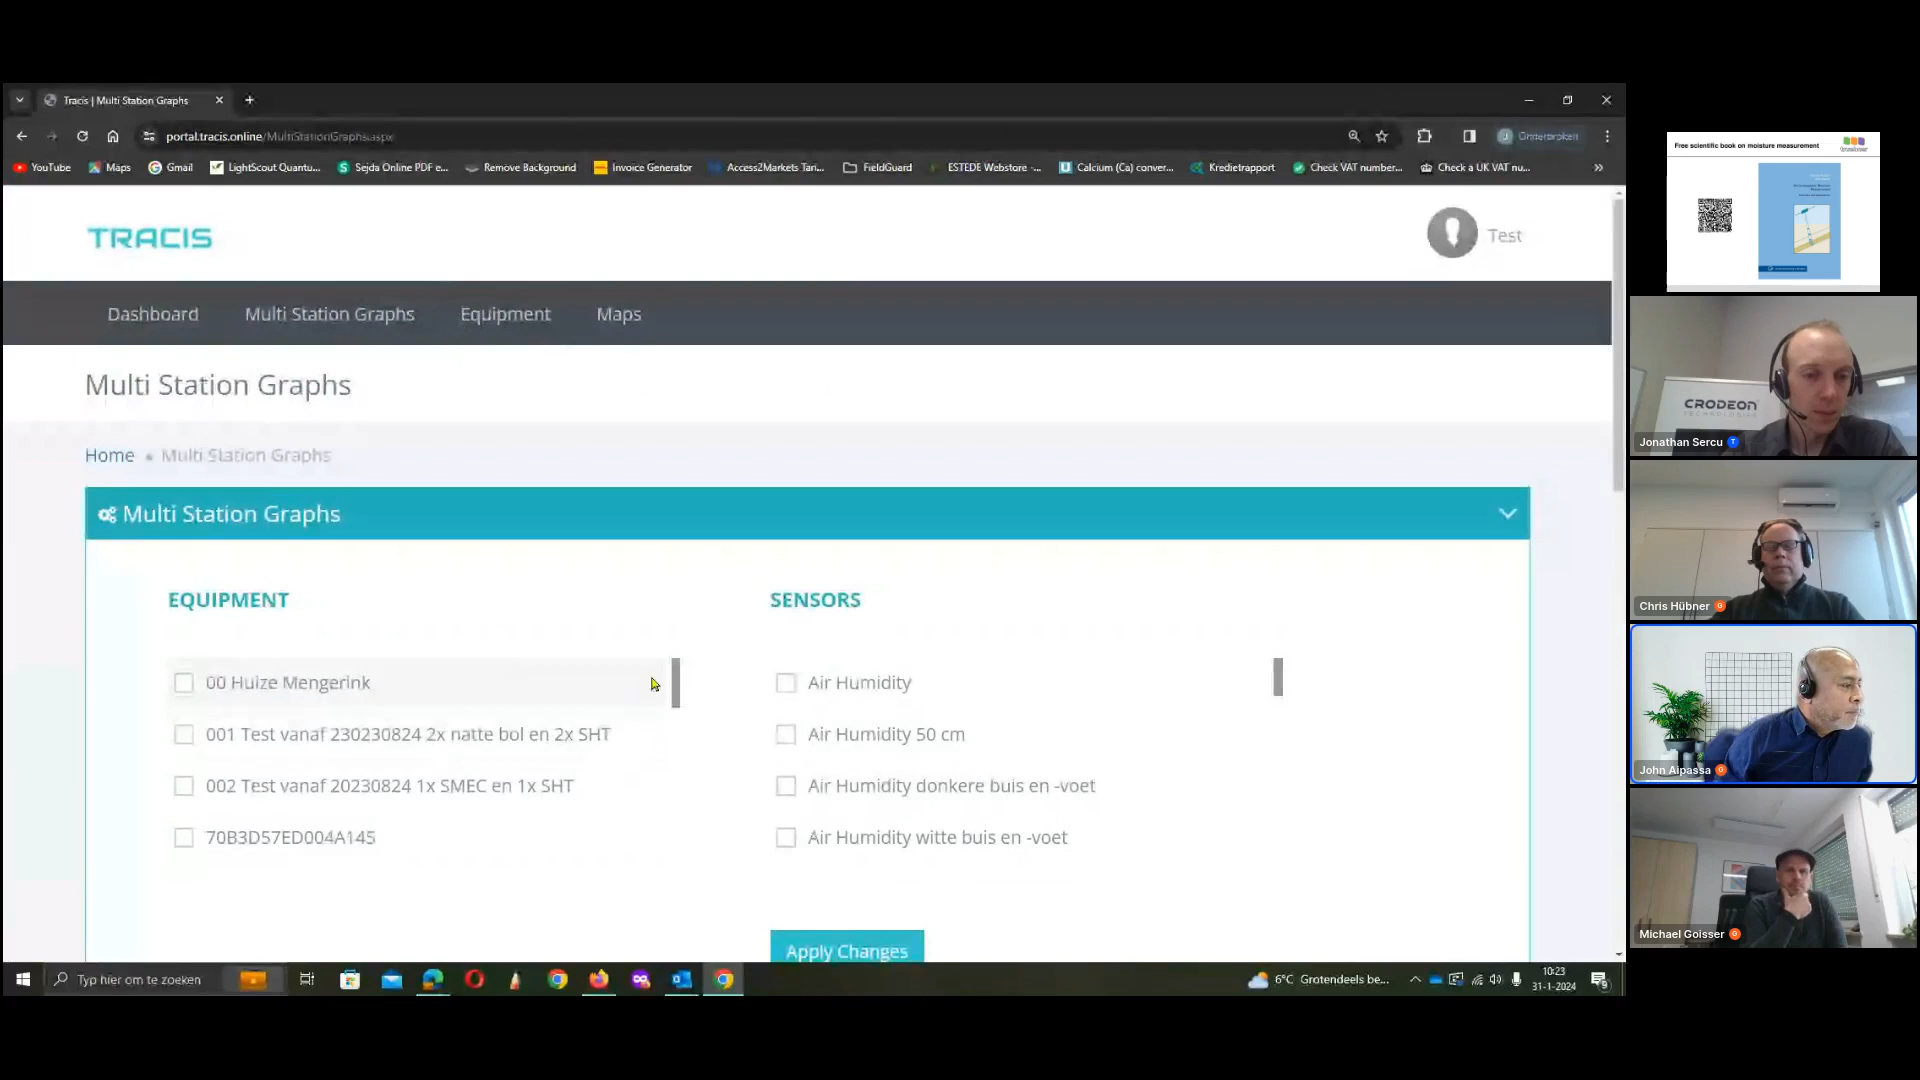 Tracis | Multi Station Graphs
portal.tracis.online/MultiStationGraphs.aspx
Onderbroken
YouTube
Maps
Gmail
LightScout Quantu...
Sejda Online PDF e...
Remove Background
Invoice Generator
Access2Markets Tari...
FieldGuard
ESTEDE Webstore -...
Calcium (Ca) conver...
Kredietrapport
Check VAT number...
Check a UK VAT nu...
TRACIS
Test
Dashboard
Multi Station Graphs
Equipment
Maps
Multi Station Graphs
Home
Multi Station Graphs
Multi Station Graphs
EQUIPMENT
00 Huize Mengerink
001 Test vanaf 230230824 2x natte bol en 2x SHT
002 Test vanaf 20230824 1x SMEC en 1x SHT
70B3D57ED004A145
SENSORS
Air Humidity
Air Humidity 50 cm
Air Humidity donkere buis en -voet
Air Humidity witte buis en -voet
Apply Changes
Typ hier om te zoeken
6°C Grotendeels be...
10:23
31-1-2024
Free scientific book on moisture measurement
CRODEON
TECHNOLOGIES
Jonathan Sercu
Chris Hübner
John Aipassa
Michael Goisser